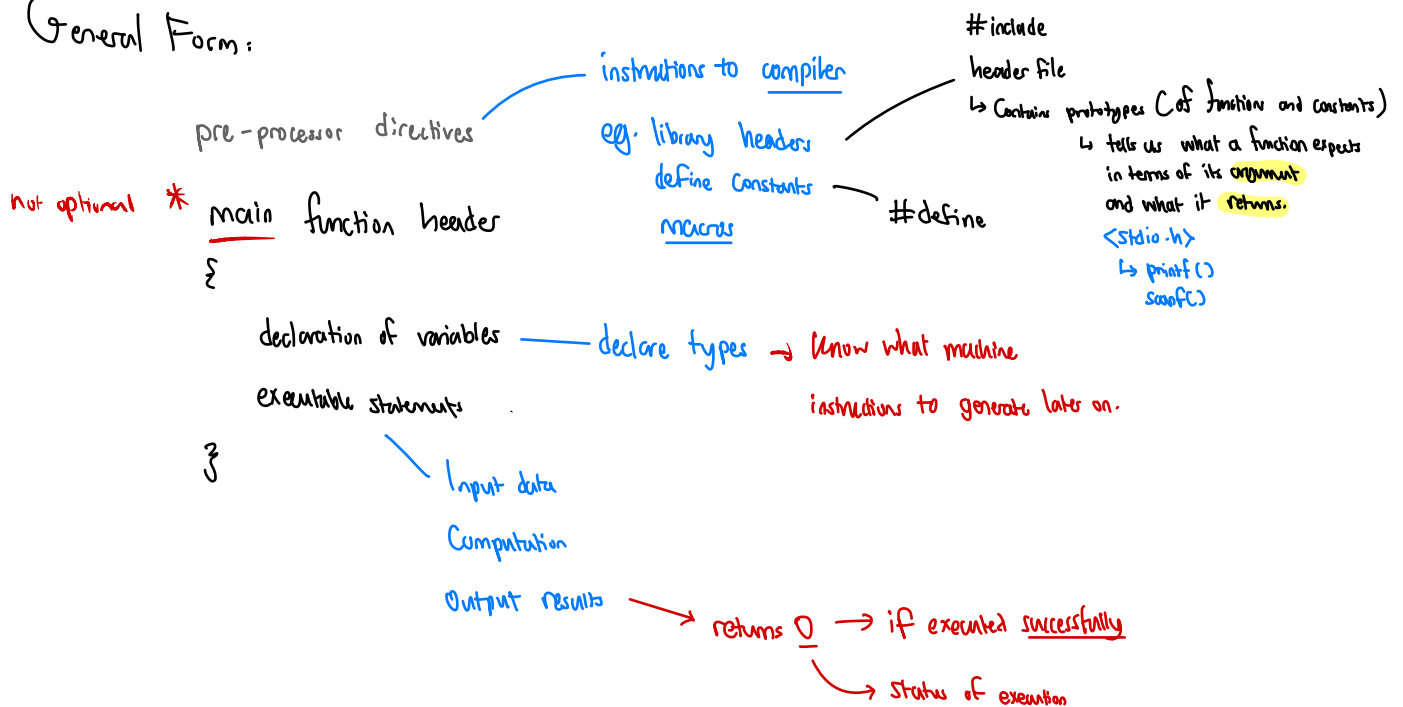 General Form:
pre-processor directives
instructions to compiler
eg. library headers
define constants
macros
#include
header file
↳ Contains prototypes (of function and constants)
↳ tells us what a function expects
in terms of its argument
and what it returns.
<stdio.h>
↳ printf()
scanf()
#define
not optional *
main function header
{
declaration of variables
declare types → know what machine
instructions to generate later on.
executable statements
}
Input data
Computation
Output results
returns 0 → if executed successfully
→ status of execution